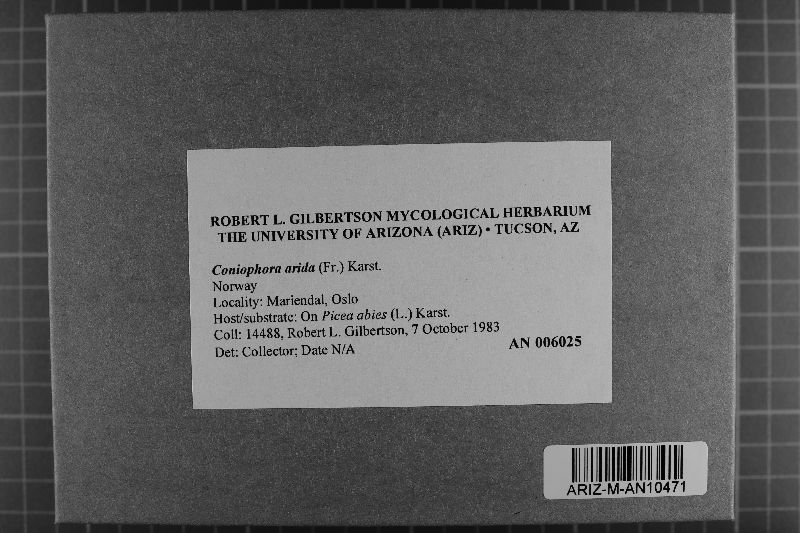 ROBERT L. GILBERTSON MYCOLOGICAL HERBARIUM
THE UNIVERSITY OF ARIZONA (ARIZ) • TUCSON, AZ
Coniophora arida (Fr.) Karst.
Norway
Locality: Mariendal, Oslo
Host/substrate: On Picea abies (L.) Karst.
Coll: 14488, Robert L. Gilbertson, 7 October 1983
Det: Collector; Date N/A
AN 006025
ARIZ-M-AN10471